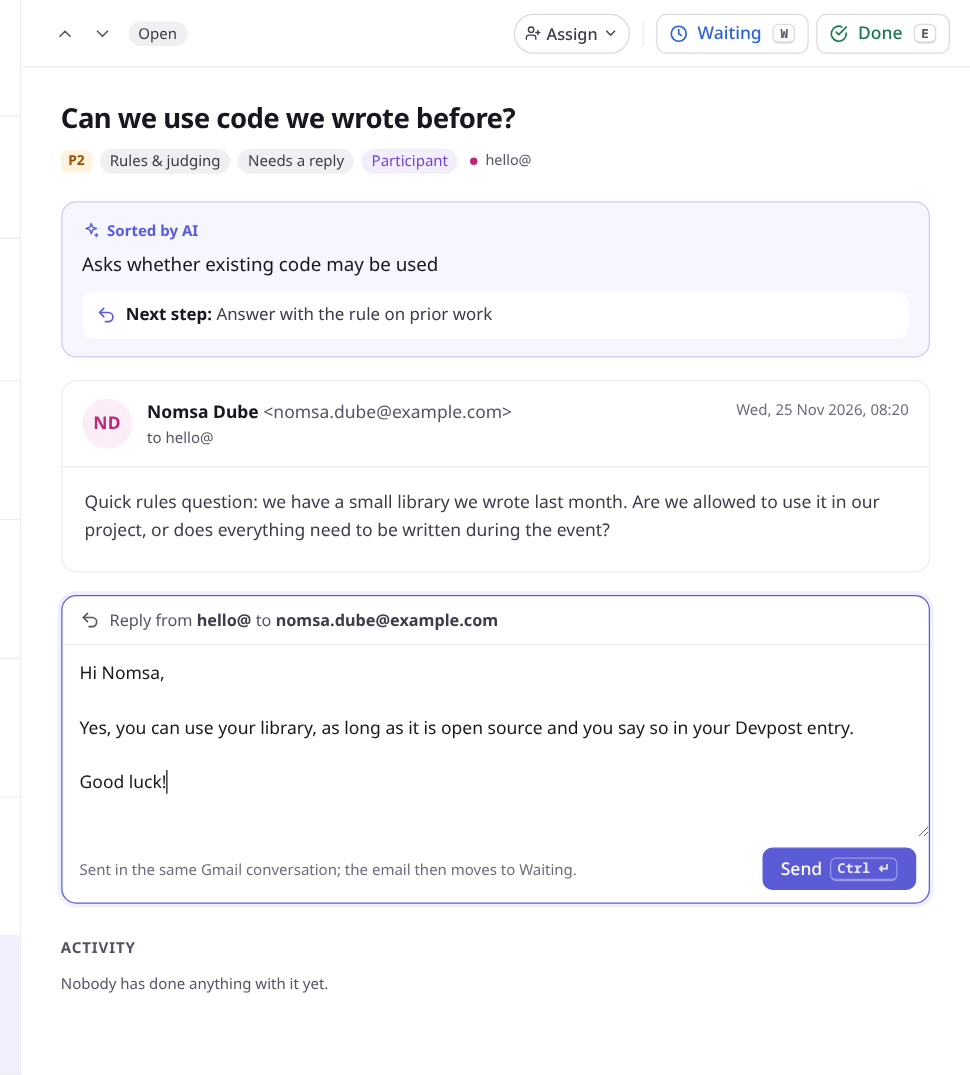 Open
Assign
Waiting W
Done E
Can we use code we wrote before?
P2 Rules & judging Needs a reply Participant hello@
Sorted by AI
Asks whether existing code may be used
Next step: Answer with the rule on prior work
ND
Nomsa Dube <nomsa.dube@example.com>
Wed, 25 Nov 2026, 08:20
to hello@
Quick rules question: we have a small library we wrote last month. Are we allowed to use it in our
project, or does everything need to be written during the event?
Reply from hello@ to nomsa.dube@example.com
Hi Nomsa,
Yes, you can use your library, as long as it is open source and you say so in your Devpost entry.
Good luck!
Sent in the same Gmail conversation; the email then moves to Waiting.
Send Ctrl ↵
ACTIVITY
Nobody has done anything with it yet.